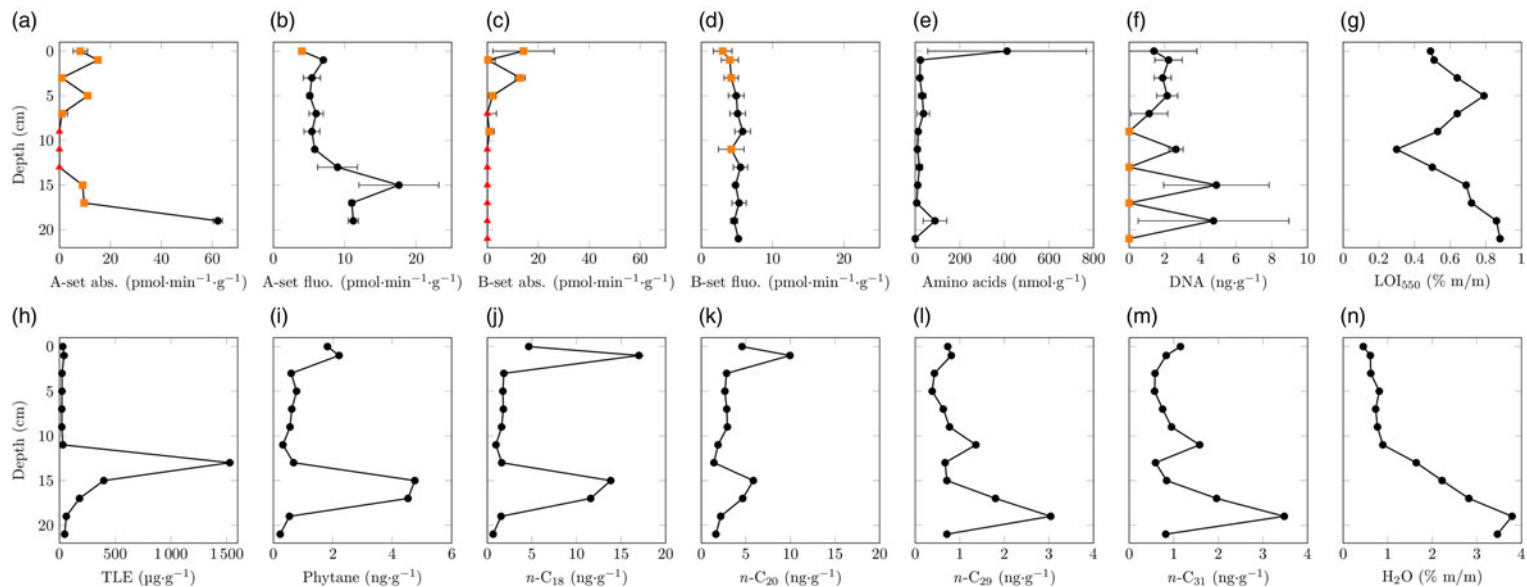 (a) (b) (c) (d) (e) (f) (g)
0
5
10
15
20
Depth (cm)
0 20 40 60
0 5 10 15 20 25
0 20 40 60
0 10 20
0 200 400 600 800
0 2 4 6 8 10
0 0.2 0.4 0.6 0.8 1
A-set abs. (pmol·min⁻¹·g⁻¹)
A-set fluo. (pmol·min⁻¹·g⁻¹)
B-set abs. (pmol·min⁻¹·g⁻¹)
B-set fluo. (pmol·min⁻¹·g⁻¹)
Amino acids (nmol·g⁻¹)
DNA (ng·g⁻¹)
LOI₅₅₀ (% m/m)
(h) (i) (j) (k) (l) (m) (n)
0
5
10
15
20
Depth (cm)
0 500 1 000 1 500
0 2 4 6
0 5 10 15 20
0 5 10 15 20
0 1 2 3 4
0 1 2 3 4
0 1 2 3 4
TLE (µg·g⁻¹)
Phytane (ng·g⁻¹)
n-C₁₈ (ng·g⁻¹)
n-C₂₀ (ng·g⁻¹)
n-C₂₉ (ng·g⁻¹)
n-C₃₁ (ng·g⁻¹)
H₂O (% m/m)